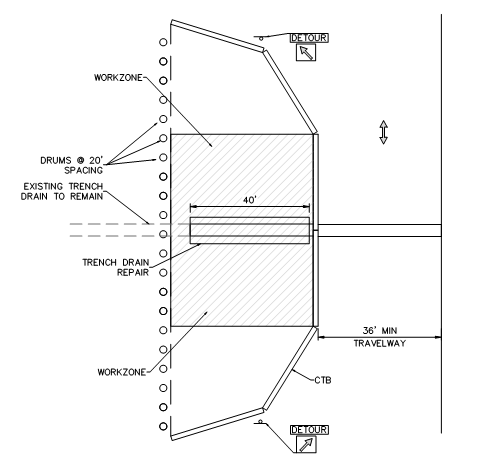 DETOUR
WORKZONE
DRUMS @ 20'
SPACING
EXISTING TRENCH
DRAIN TO REMAIN
40'
TRENCH DRAIN
REPAIR
36' MIN
TRAVELWAY
WORKZONE
CTB
DETOUR